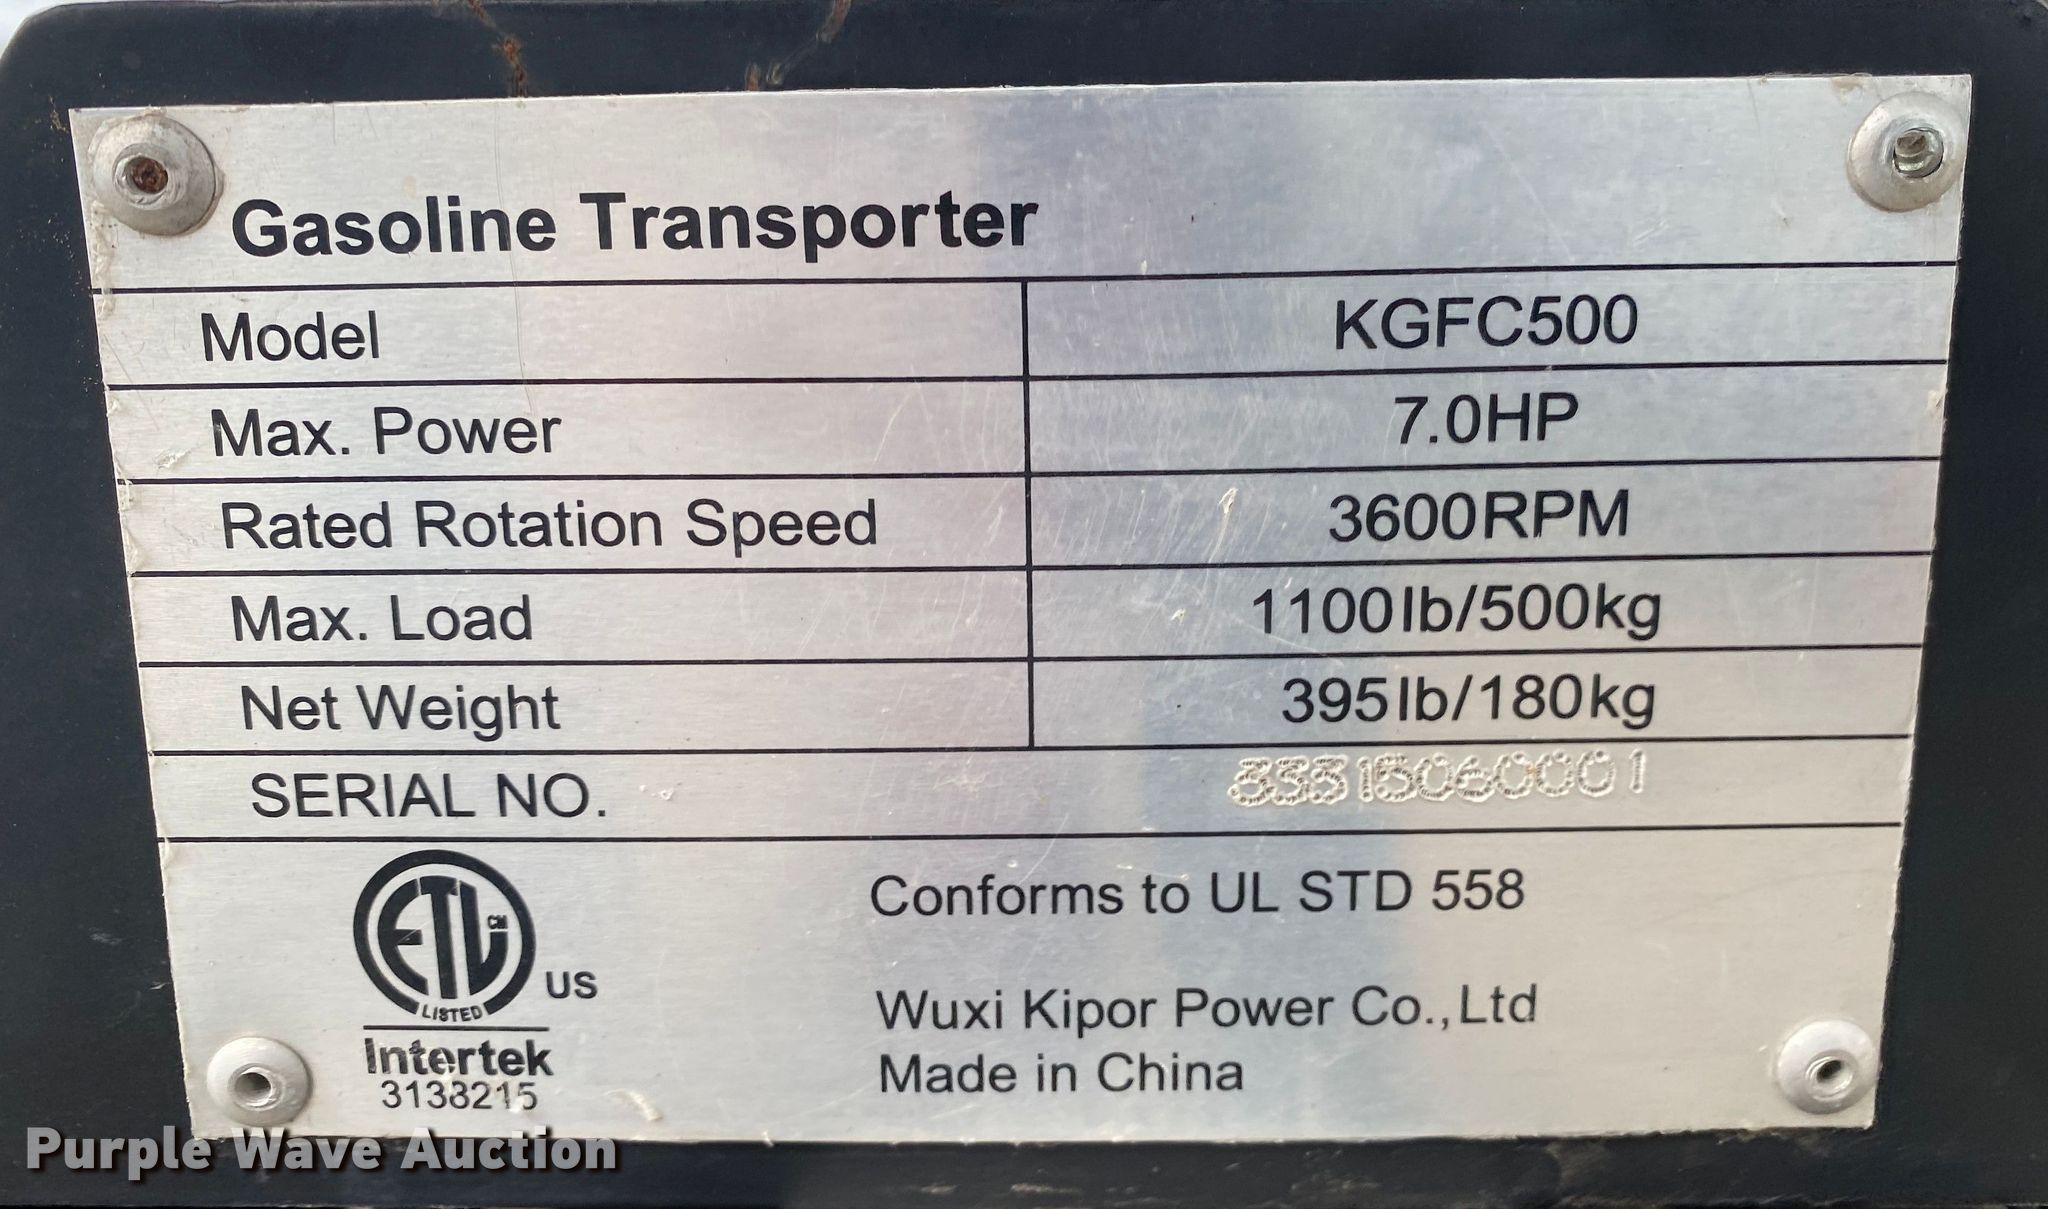 Gasoline Transporter
Model KGFC500
Max. Power 7.0HP
Rated Rotation Speed 3600RPM
Max. Load 1100lb/500kg
Net Weight 395lb/180kg
SERIAL NO. 33315060001
ETL CM
LISTED
US
Intertek
3138215
Conforms to UL STD 558
Wuxi Kipor Power Co.,Ltd
Made in China
Purple Wave Auction